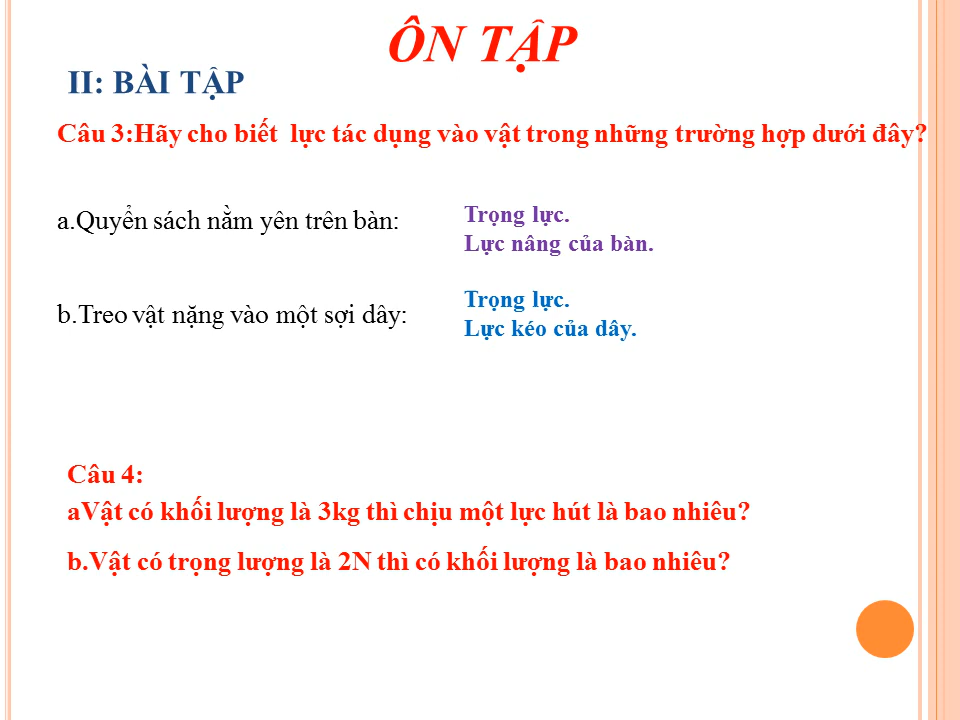 ÔN TẬP
II: BÀI TẬP
Câu 3:Hãy cho biết lực tác dụng vào vật trong những trường hợp dưới đây?
a.Quyển sách nằm yên trên bàn:
Trọng lực.
Lực nâng của bàn.
b.Treo vật nặng vào một sợi dây:
Trọng lực.
Lực kéo của dây.
Câu 4:
aVật có khối lượng là 3kg thì chịu một lực hút là bao nhiêu?
b.Vật có trọng lượng là 2N thì có khối lượng là bao nhiêu?